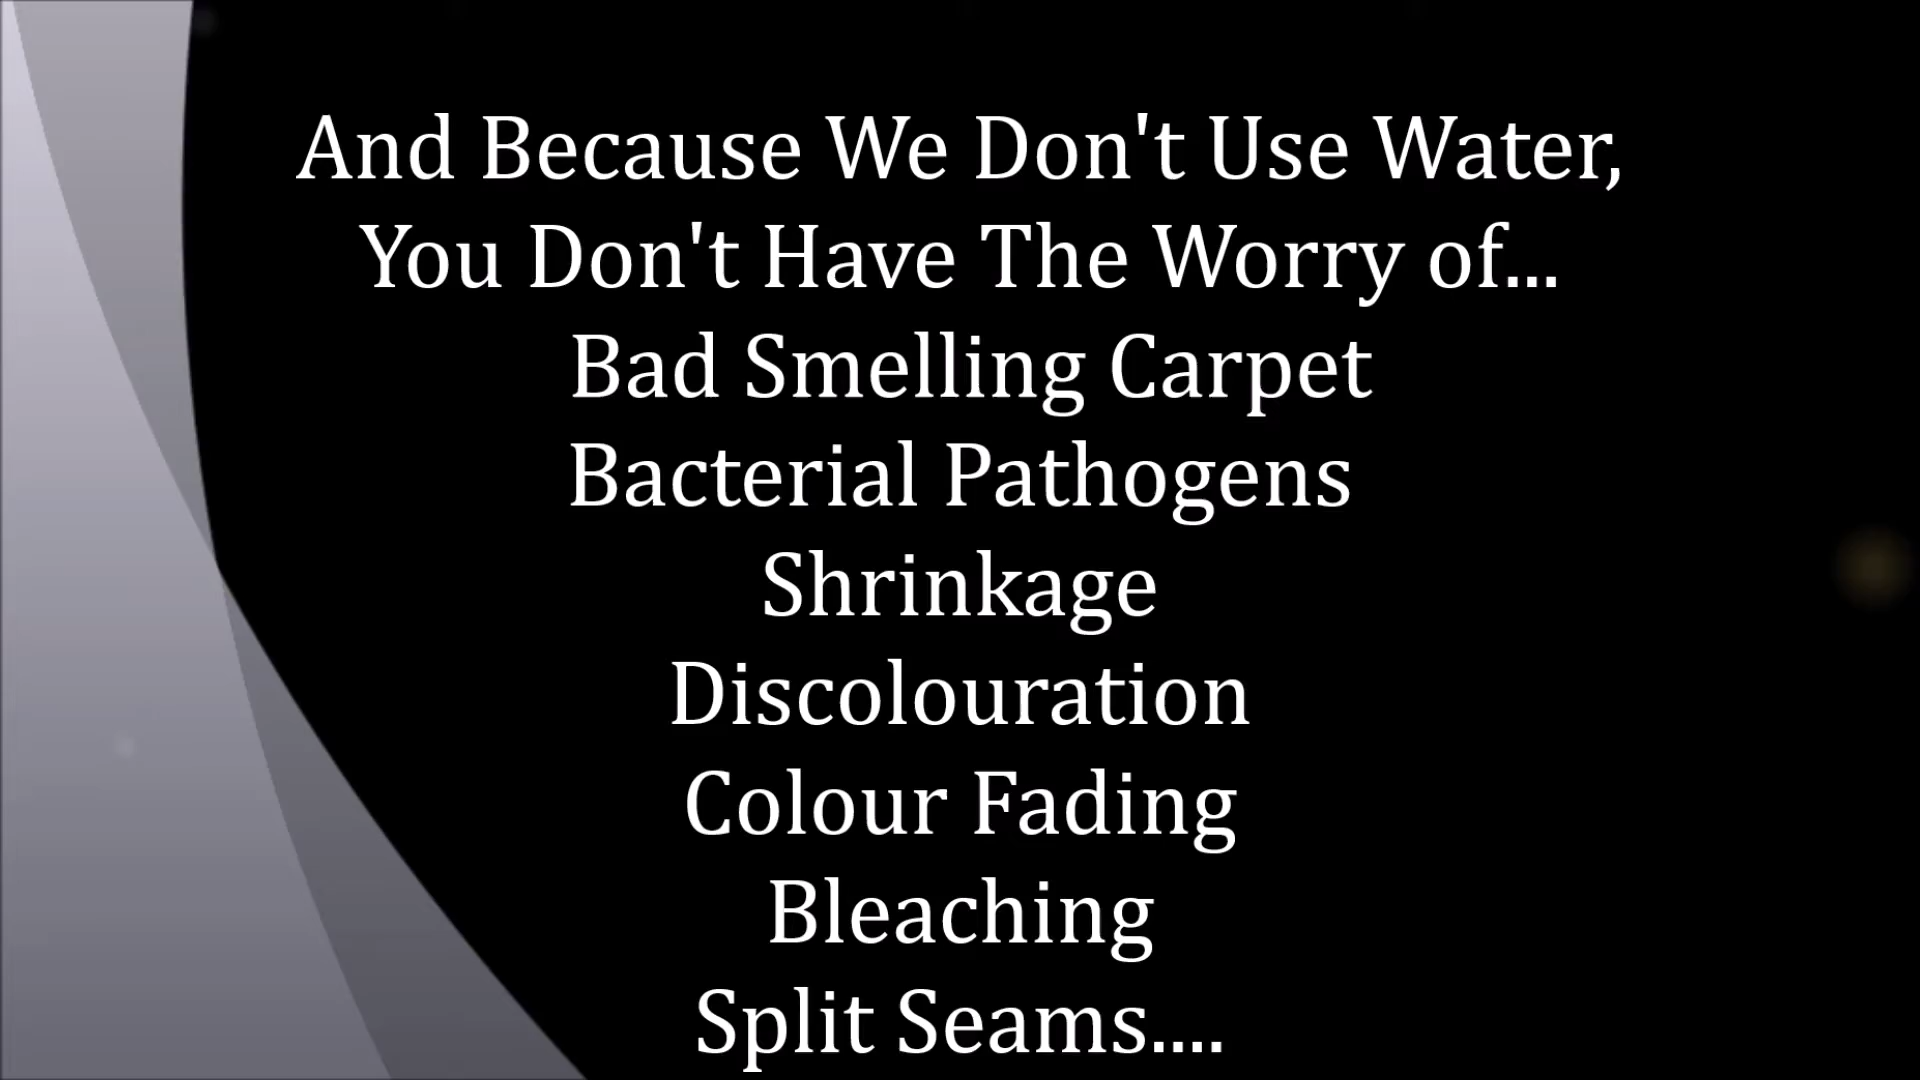 And Because We Don't Use Water,
You Don't Have The Worry of...
Bad Smelling Carpet
Bacterial Pathogens
Shrinkage
Discolouration
Colour Fading
Bleaching
Split Seams....